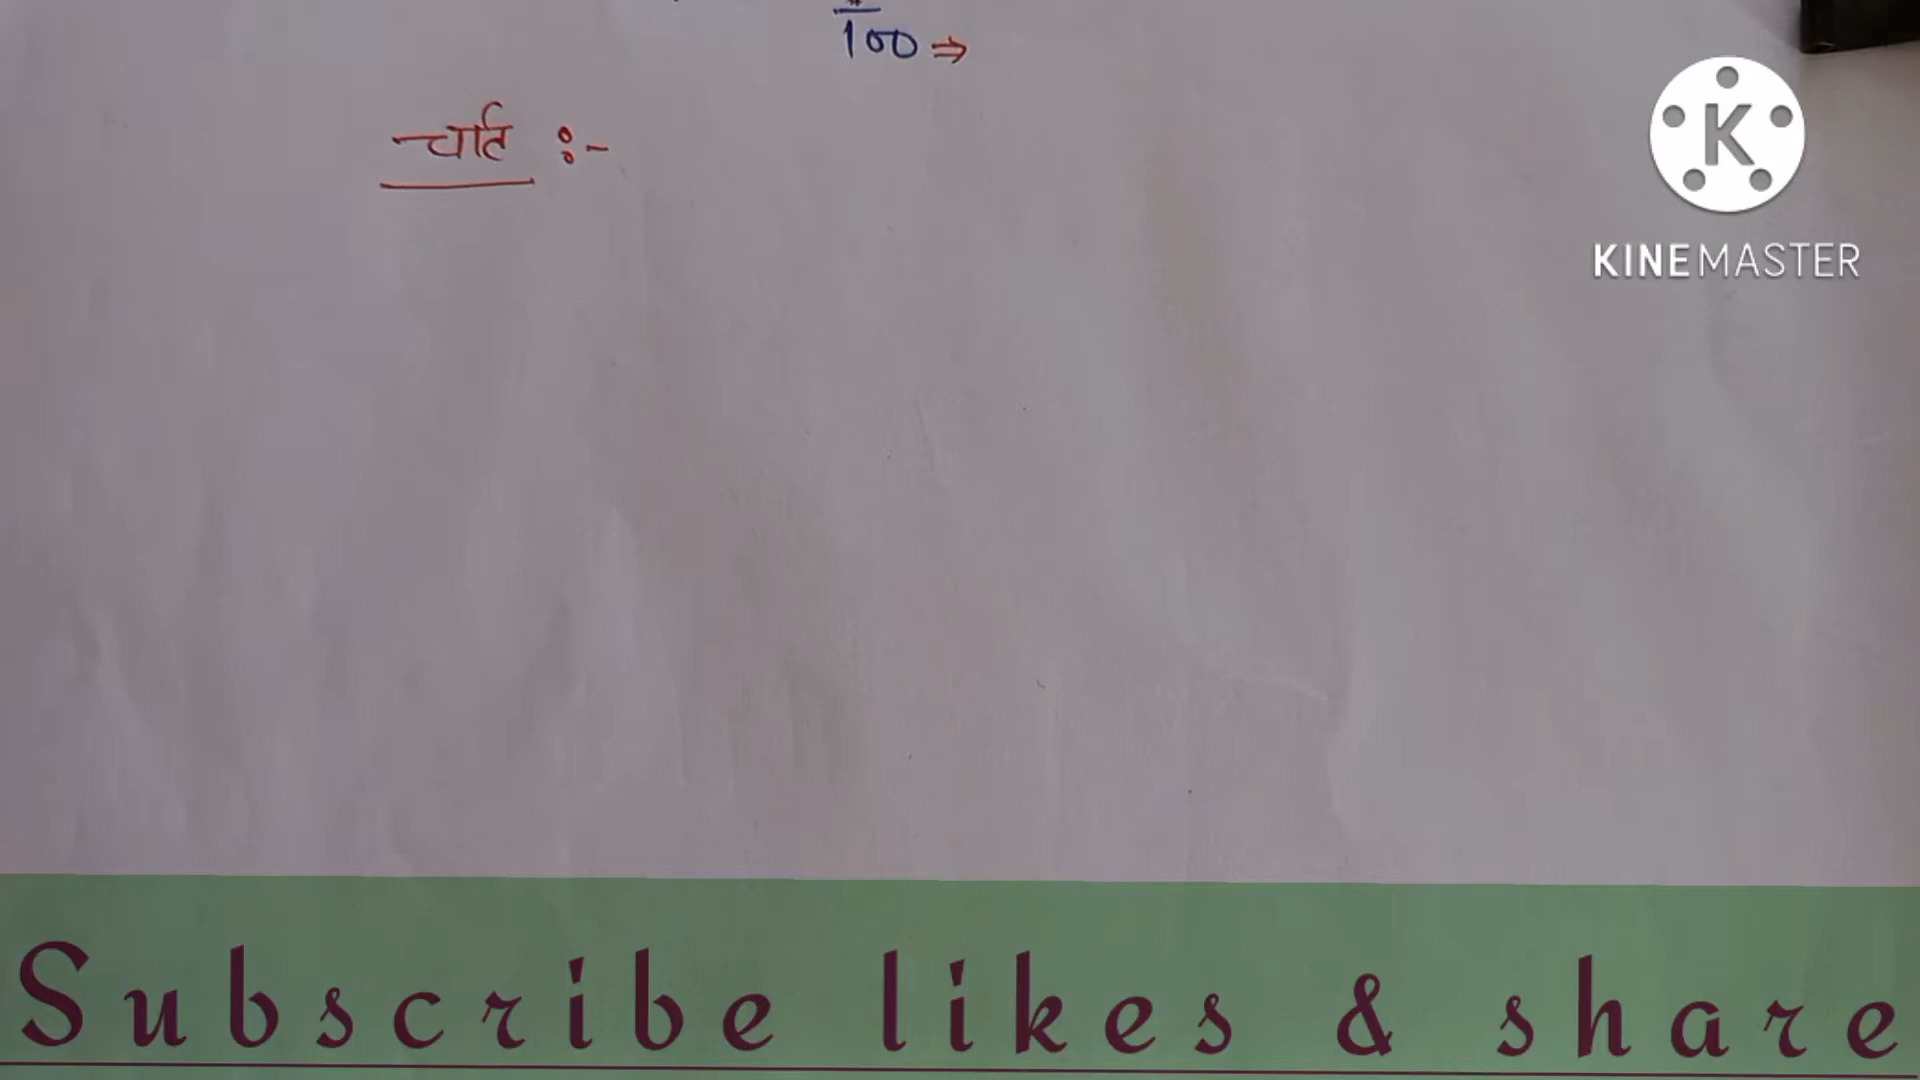 100 ⇒
चार्ट :-
KINEMASTER
Subscribe likes & share